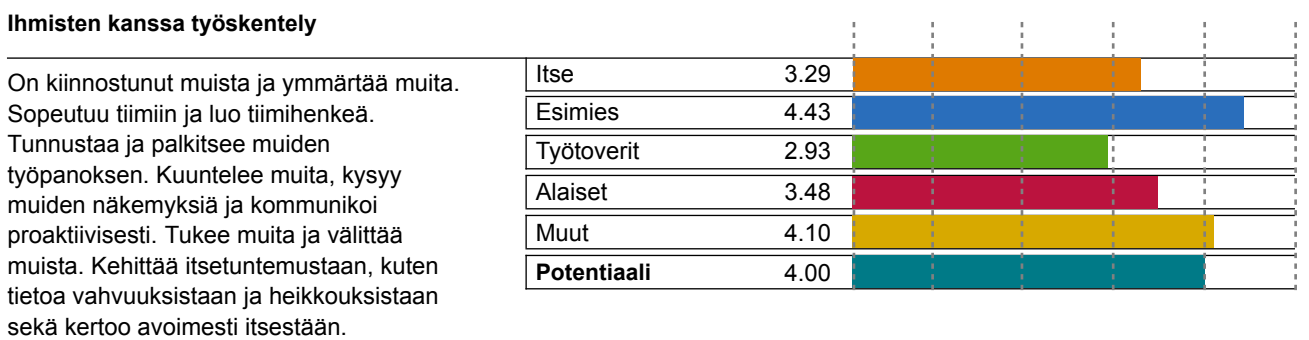 Ihmisten kanssa työskentely
On kiinnostunut muista ja ymmärtää muita.
Sopeutuu tiimiin ja luo tiimihenkeä.
Tunnustaa ja palkitsee muiden
työpanoksen. Kuuntelee muita, kysyy
muiden näkemyksiä ja kommunikoi
proaktiivisesti. Tukee muita ja välittää
muista. Kehittää itsetuntemustaan, kuten
tietoa vahvuuksistaan ja heikkouksistaan
sekä kertoo avoimesti itsestään.
Itse 3.29
Esimies 4.43
Työtoverit 2.93
Alaiset 3.48
Muut 4.10
Potentiaali 4.00